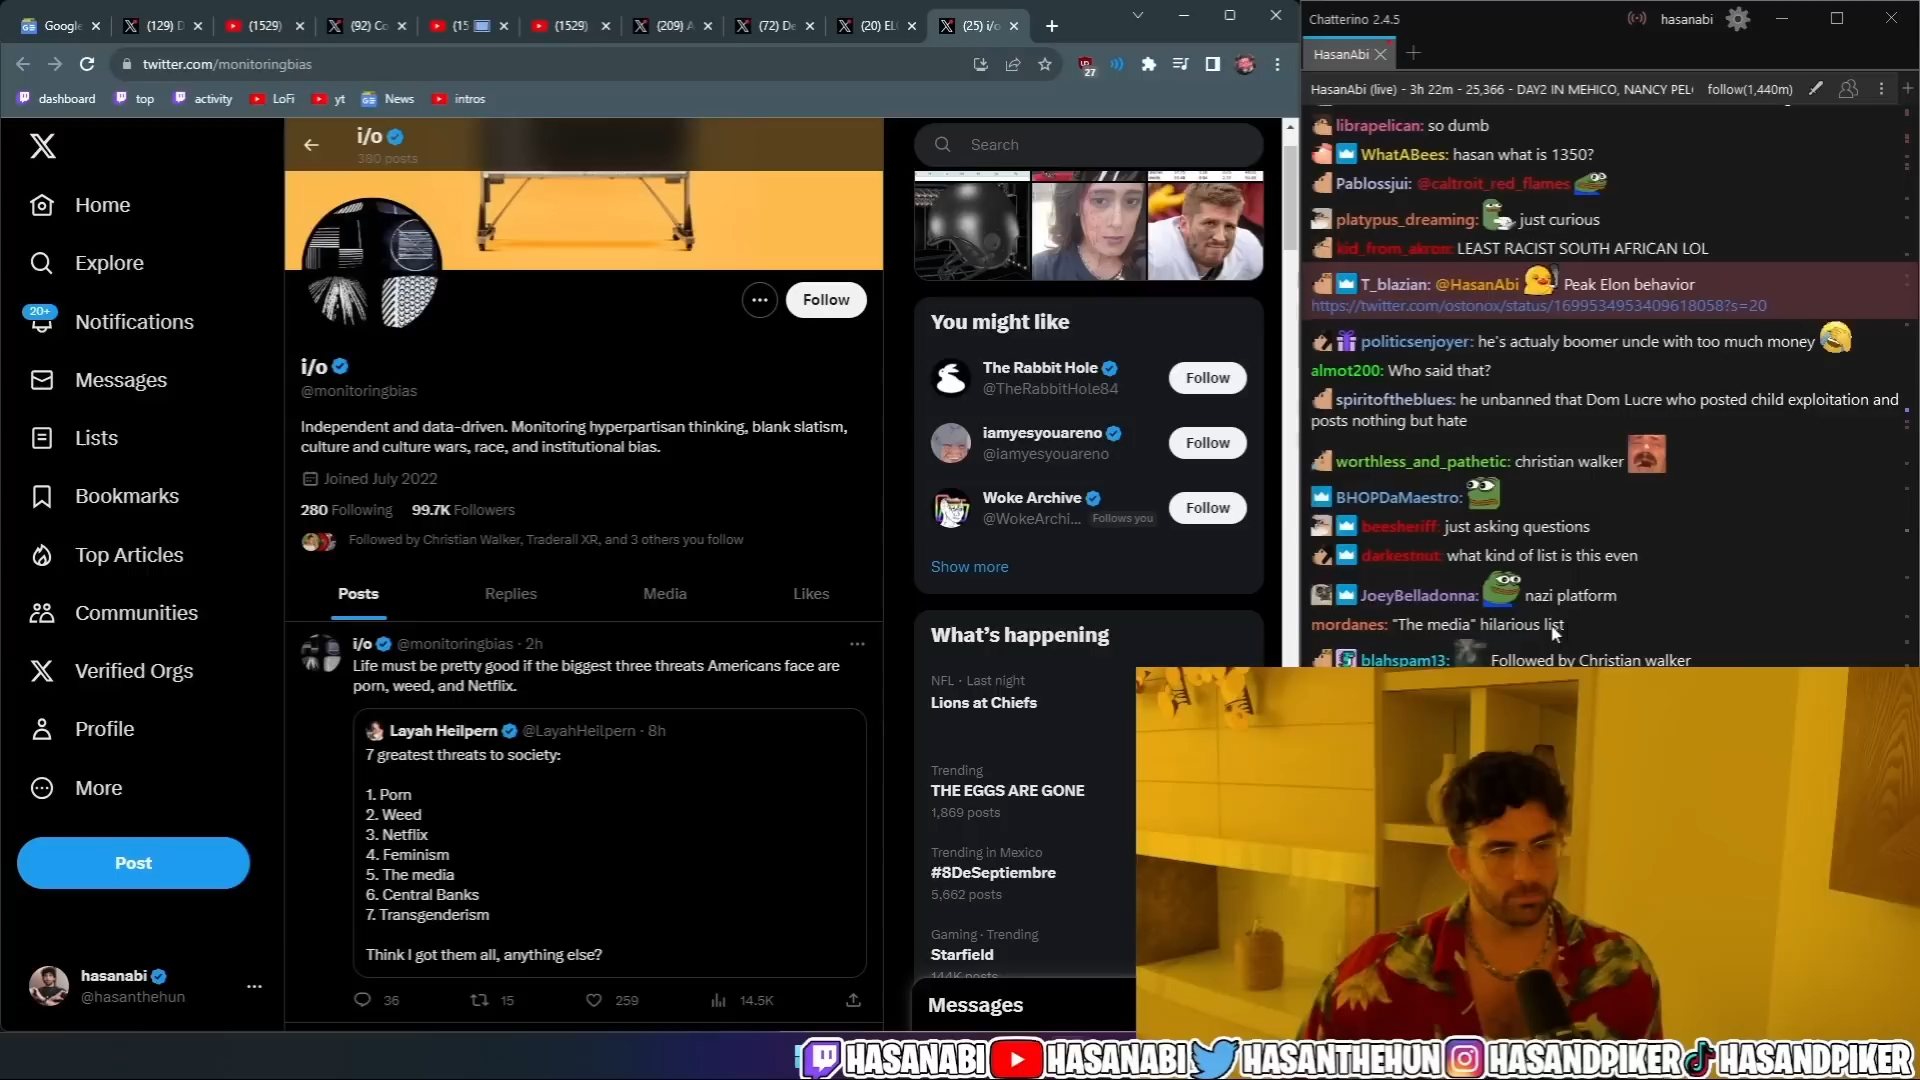 Google
(129) D
(1529)
(92) Co
(15
(1529)
(209) A
(72) De
(20) ELO
(25) i/o
twitter.com/monitoringbias
27
dashboard
top
activity
LoFi
yt
News
intros
Home
Explore
20+
Notifications
Messages
Lists
Bookmarks
Top Articles
Communities
Verified Orgs
Profile
More
Post
hasanabi
@hasanthehun
i/o
380 posts
Follow
i/o
@monitoringbias
Independent and data-driven. Monitoring hyperpartisan thinking, blank slatism,
culture and culture wars, race, and institutional bias.
Joined July 2022
280 Following 99.7K Followers
Followed by Christian Walker, Traderall XR, and 3 others you follow
Posts
Replies
Media
Likes
i/o @monitoringbias · 2h
Life must be pretty good if the biggest three threats Americans face are
porn, weed, and Netflix.
Layah Heilpern @LayahHeilpern · 8h
7 greatest threats to society:
1. Porn
2. Weed
3. Netflix
4. Feminism
5. The media
6. Central Banks
7. Transgenderism
Think I got them all, anything else?
36
15
259
14.5K
Search
You might like
The Rabbit Hole
@TheRabbitHole84
Follow
iamyesyouareno
@iamyesyouareno
Follow
Woke Archive
@WokeArchi... Follows you
Follow
Show more
What's happening
NFL · Last night
Lions at Chiefs
Trending
THE EGGS ARE GONE
1,869 posts
Trending in Mexico
#8DeSeptiembre
5,662 posts
Gaming · Trending
Starfield
144K posts
Messages
Chatterino 2.4.5
hasanabi
HasanAbi
HasanAbi (live) - 3h 22m - 25,366 - DAY2 IN MEHICO, NANCY PEL
follow(1,440m)
librapelican: so dumb
WhatABees: hasan what is 1350?
Pablossjui: @caltroit_red_flames
platypus_dreaming: just curious
kid_from_akron: LEAST RACIST SOUTH AFRICAN LOL
T_blazian: @HasanAbi Peak Elon behavior
https://twitter.com/ostonox/status/1699534953409618058?s=20
politicsenjoyer: he's actualy boomer uncle with too much money
almot200: Who said that?
spiritoftheblues: he unbanned that Dom Lucre who posted child exploitation and
posts nothing but hate
worthless_and_pathetic: christian walker
BHOPDaMaestro:
beesheriff: just asking questions
darkestnut: what kind of list is this even
JoeyBelladonna: nazi platform
mordanes: "The media" hilarious list
blahspam13: Followed by Christian walker
HASANABI
HASANABI
HASANTHEHUN
HASANDPIKER
HASANDPIKER